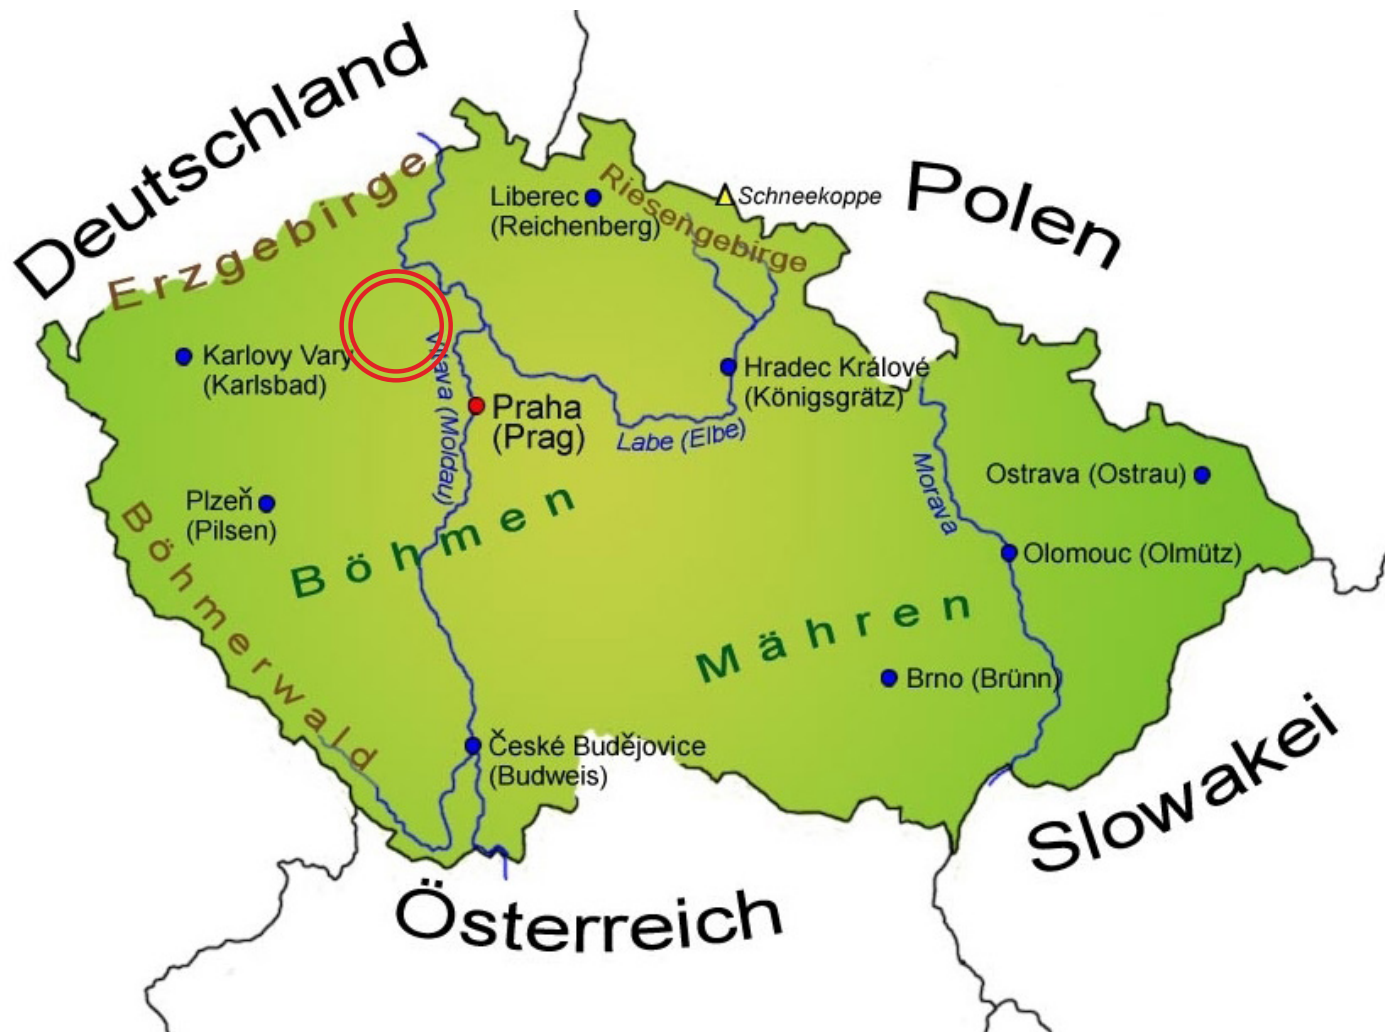 Deutschland
Polen
Erzgebirge
Liberec
(Reichenberg)
Riesengebirge
Schneekoppe
Karlovy Vary
(Karlsbad)
Vltava (Moldau)
Praha
(Prag)
Hradec Králové
(Königsgrätz)
Labe (Elbe)
Morava
Ostrava (Ostrau)
Plzeň
(Pilsen)
Böhmen
Böhmerwald
Olomouc (Olmütz)
Mähren
Brno (Brünn)
České Budějovice
(Budweis)
Slowakei
Österreich